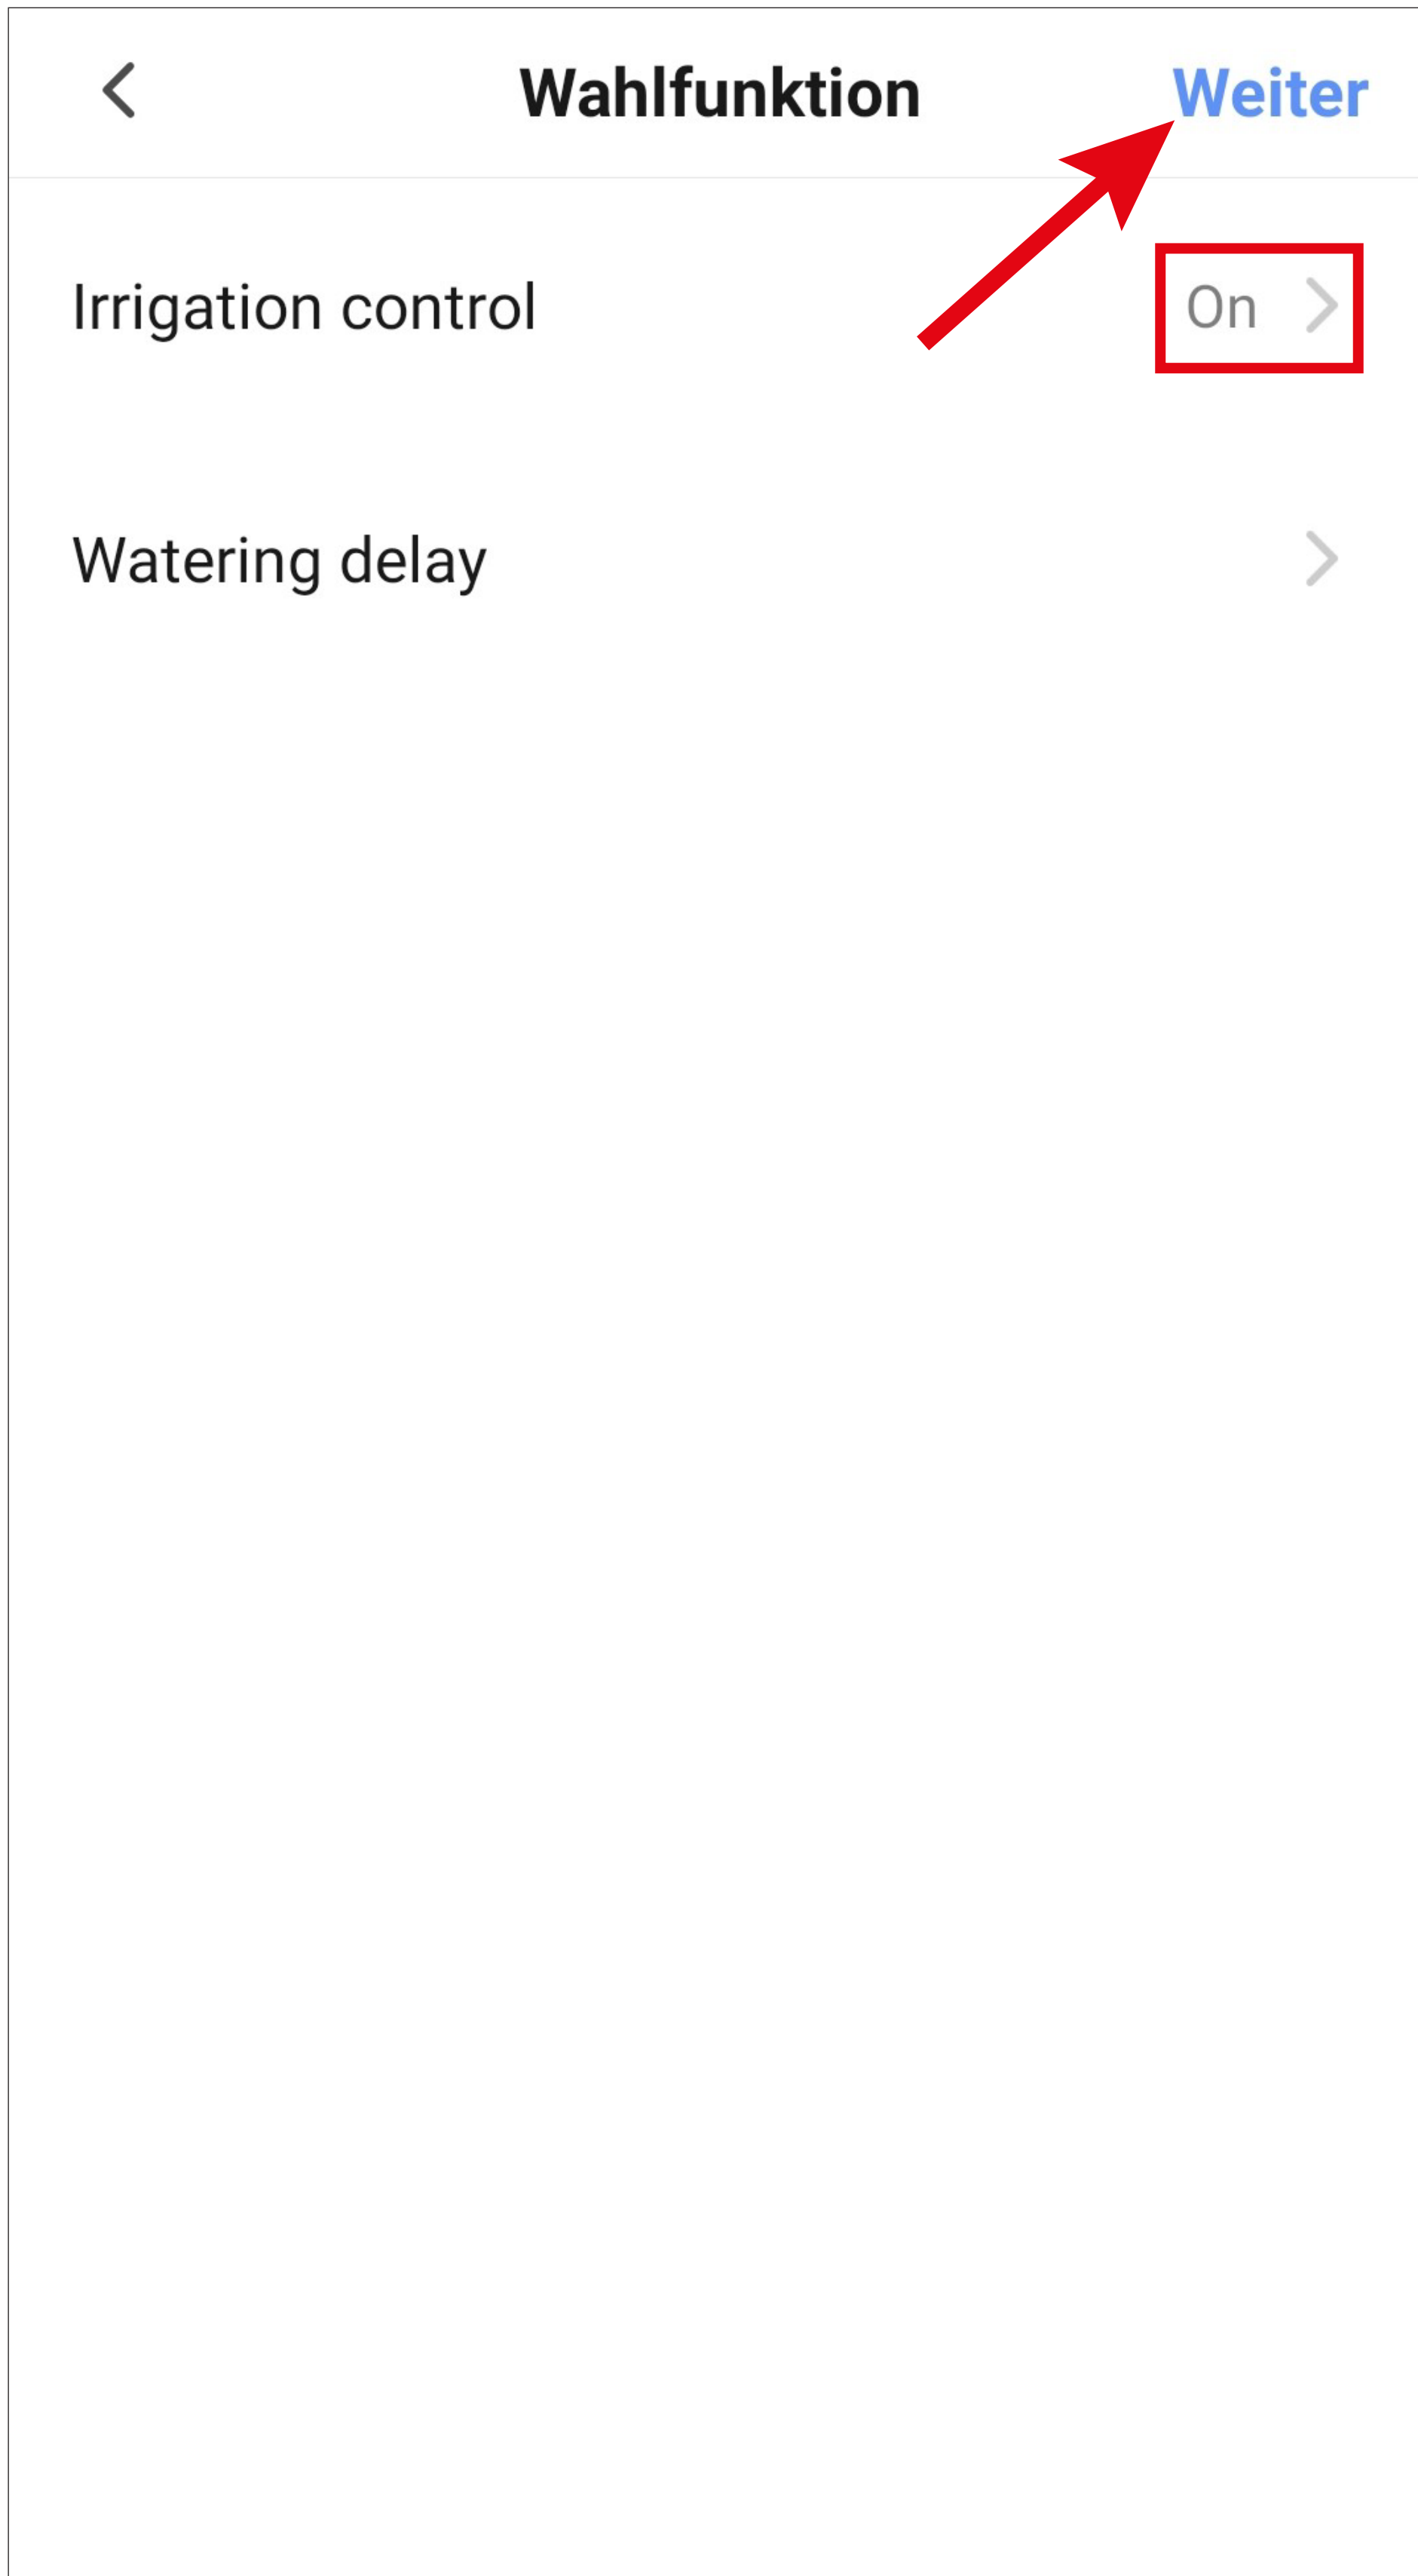 Wahlfunktion
Weiter
Irrigation control
On
Watering delay